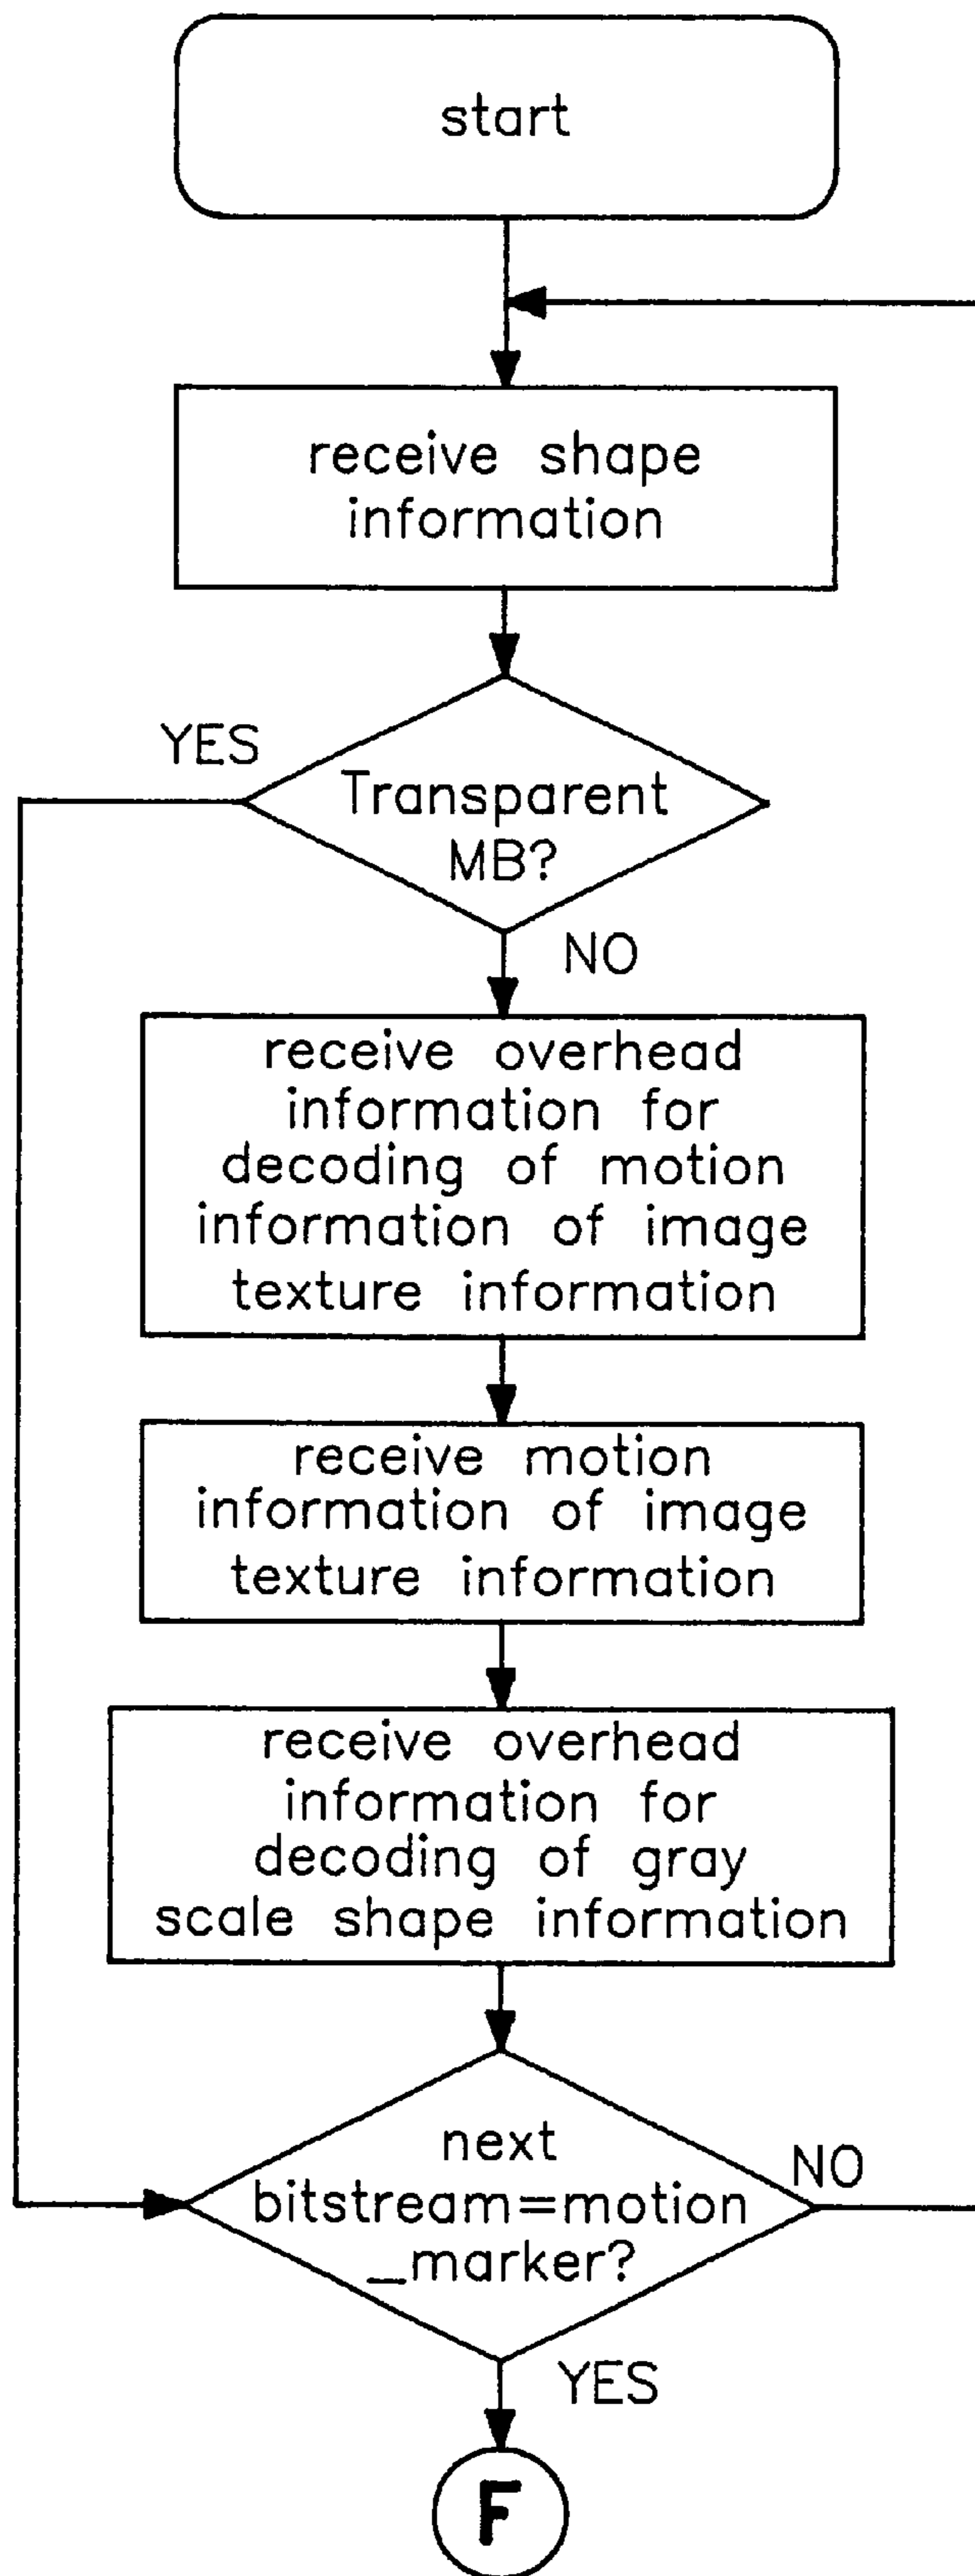 start
receive shape
information
YES
Transparent
MB?
NO
receive overhead
information for
decoding of motion
information of image
texture information
receive motion
information of image
texture information
receive overhead
information for
decoding of gray
scale shape information
next
bitstream=motion
_marker?
NO
YES
F